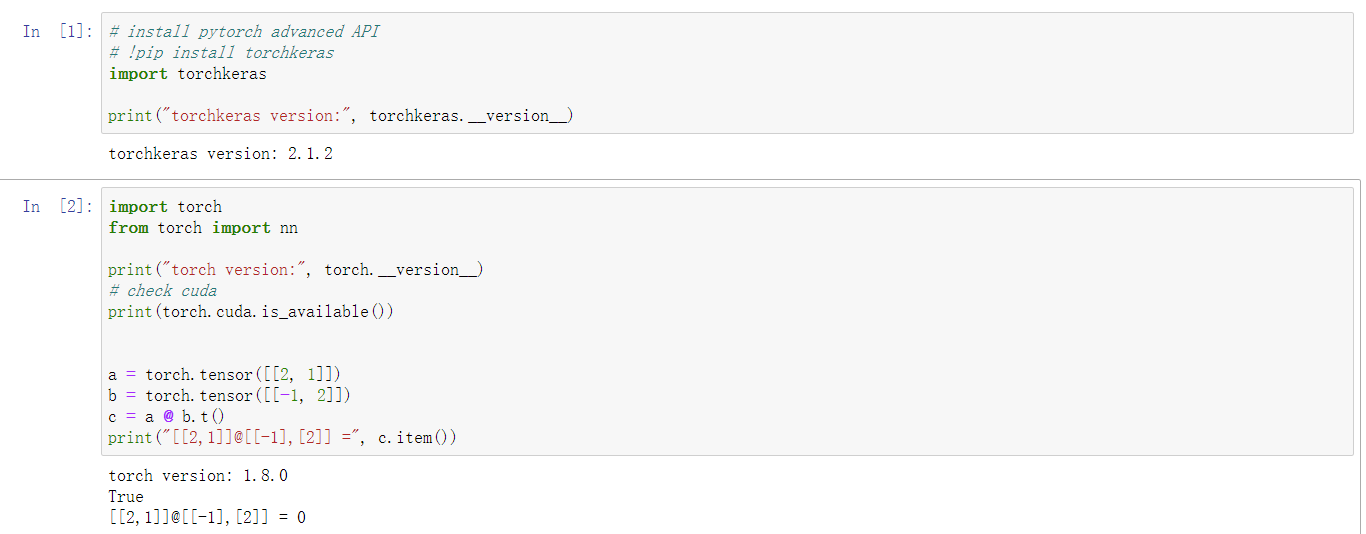 In [1]:
# install pytorch advanced API
# !pip install torchkeras
import torchkeras
print("torchkeras version:", torchkeras.__version__)
torchkeras version: 2.1.2
In [2]:
import torch
from torch import nn
print("torch version:", torch.__version__)
# check cuda
print(torch.cuda.is_available())
a = torch.tensor([[2, 1]])
b = torch.tensor([[-1, 2]])
c = a @ b.t()
print("[[2,1]]@[[-1],[2]] =", c.item())
torch version: 1.8.0
True
[[2,1]]@[[-1],[2]] = 0